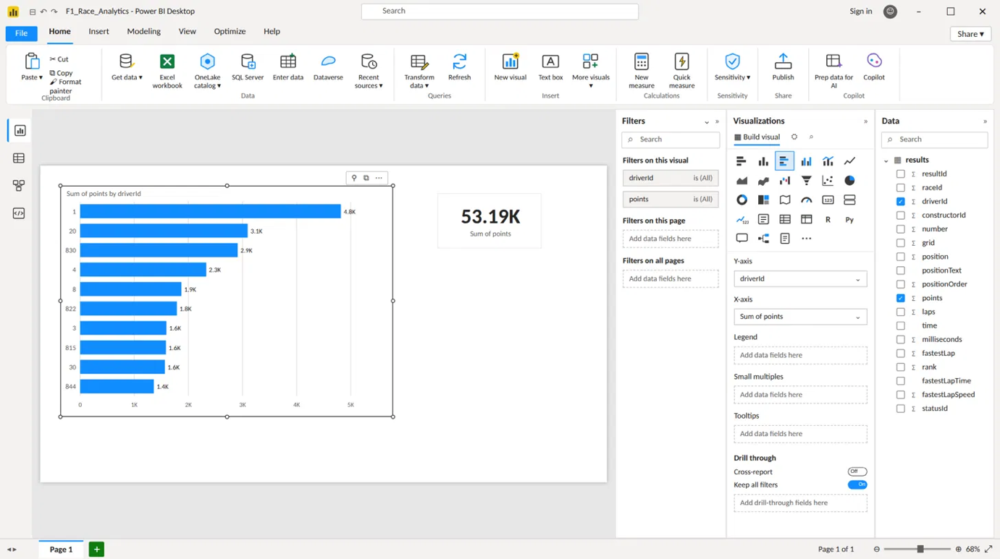 F1_Race_Analytics - Power BI Desktop
Search
Sign in
File
Home
Insert
Modeling
View
Optimize
Help
Share
Paste
Cut
Copy
Format painter
Clipboard
Get data
Excel workbook
OneLake catalog
SQL Server
Enter data
Dataverse
Recent sources
Data
Transform data
Refresh
Queries
New visual
Text box
More visuals
Insert
New measure
Quick measure
Calculations
Sensitivity
Sensitivity
Publish
Share
Prep data for AI
Copilot
Copilot
Sum of points by driverId
1 4.8K
20 3.1K
830 2.9K
4 2.3K
8 1.9K
822 1.8K
3 1.6K
815 1.6K
30 1.6K
844 1.4K
0 1K 2K 3K 4K 5K
53.19K
Sum of points
Filters
Search
Filters on this visual
driverId is (All)
points is (All)
Filters on this page
Add data fields here
Filters on all pages
Add data fields here
Visualizations
Build visual
123
123
R
Py
Y-axis
driverId
X-axis
Sum of points
Legend
Add data fields here
Small multiples
Add data fields here
Tooltips
Add data fields here
Drill through
Cross-report Off
Keep all filters On
Add drill-through fields here
Data
Search
results
Σ resultId
Σ raceId
Σ driverId
Σ constructorId
Σ number
Σ grid
Σ position
positionText
Σ positionOrder
Σ points
Σ laps
time
Σ milliseconds
Σ fastestLap
Σ rank
fastestLapTime
Σ fastestLapSpeed
Σ statusId
Page 1
Page 1 of 1
68%